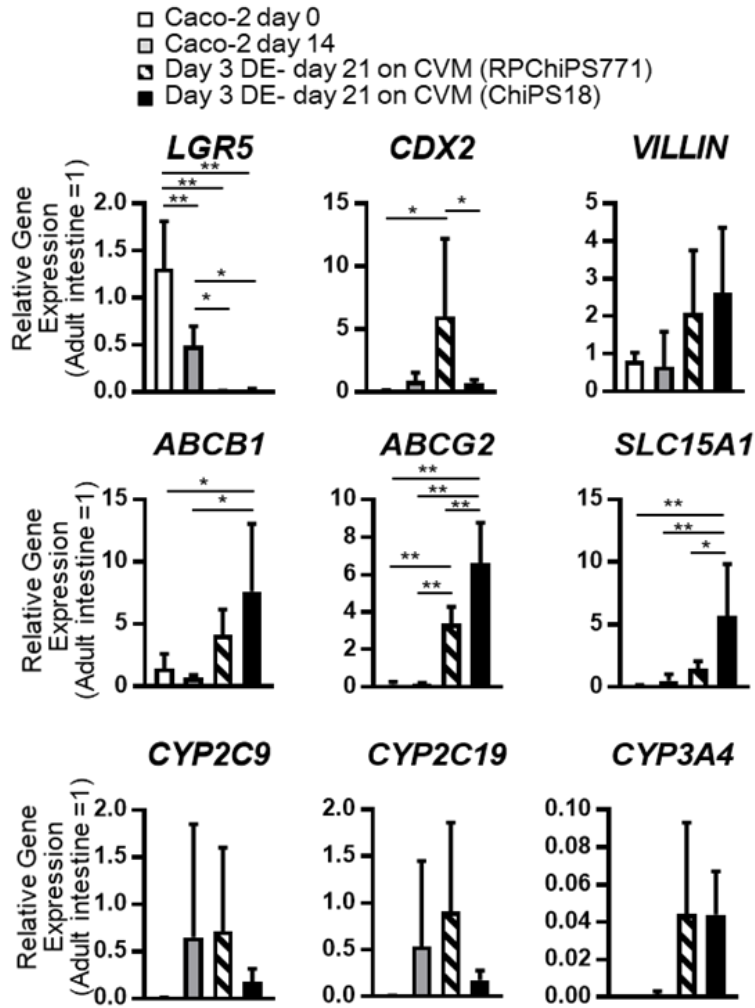 Caco-2 day 0
Caco-2 day 14
Day 3 DE- day 21 on CVM (RPChiPS771)
Day 3 DE- day 21 on CVM (ChiPS18)
LGR5
CDX2
VILLIN
Relative Gene
Expression
(Adult intestine =1)
2.0
1.5
1.0
0.5
0.0
**
**
**
*
*
15
10
5
0
*
*
5
4
3
2
1
0
ABCB1
ABCG2
SLC15A1
Relative Gene
Expression
(Adult intestine =1)
15
10
5
0
*
*
10
8
6
4
2
0
**
**
**
**
**
15
10
5
0
**
**
*
CYP2C9
CYP2C19
CYP3A4
Relative Gene
Expression
(Adult intestine =1)
2.0
1.5
1.0
0.5
0.0
2.0
1.5
1.0
0.5
0.0
0.10
0.08
0.06
0.04
0.02
0.00